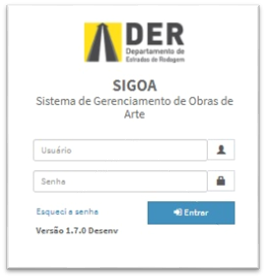 DER
Departamento de
Estradas de Rodagem
SIGOA
Sistema de Gerenciamento de Obras de
Arte
Usuário
Senha
Esqueci a senha
Entrar
Versão 1.7.0 Desenv